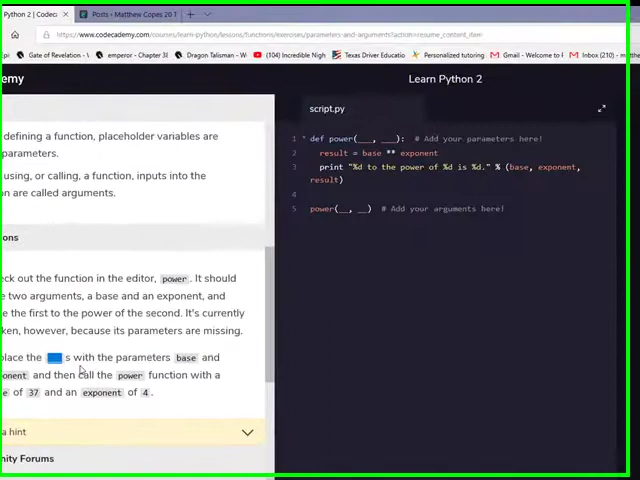 Python 2 | Codec
Posts - Matthew Copes 20 T
https://www.codecademy.com/courses/learn-python/lessons/functions/exercises/parameters-and-arguments?action=resume_content_item
Gate of Revelation - V
emperor - Chapter 38
Dragon Talisman - W
(104) Incredible Nigh
Texas Driver Educatio
Personalized tutoring
Gmail - Welcome to
Inbox (210) - matthe
demy
Learn Python 2
defining a function, placeholder variables are
parameters.
using, or calling, a function, inputs into the
on are called arguments.
ons
eck out the function in the editor, power. It should
e two arguments, a base and an exponent, and
e the first to the power of the second. It's currently
ken, however, because its parameters are missing.
place the s with the parameters base and
onent and then call the power function with a
e of 37 and an exponent of 4.
a hint
nity Forums
script.py
1 def power(__, __): # Add your parameters here!
2 result = base ** exponent
3 print "%d to the power of %d is %d." % (base, exponent,
result)
4
5 power(__, __) # Add your arguments here!